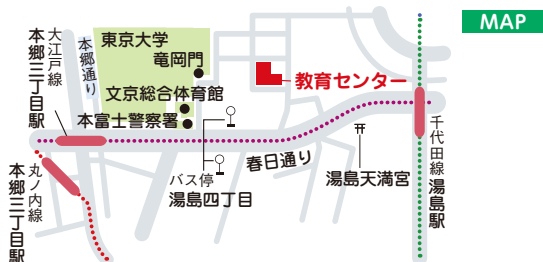 MAP
東京大学
竜岡門
文京総合体育館
本富士警察署
教育センター
大江戸線
本郷三丁目駅
本郷通り
丸ノ内線
本郷三丁目駅
バス停
湯島四丁目
春日通り
湯島天満宮
千代田線
湯島駅